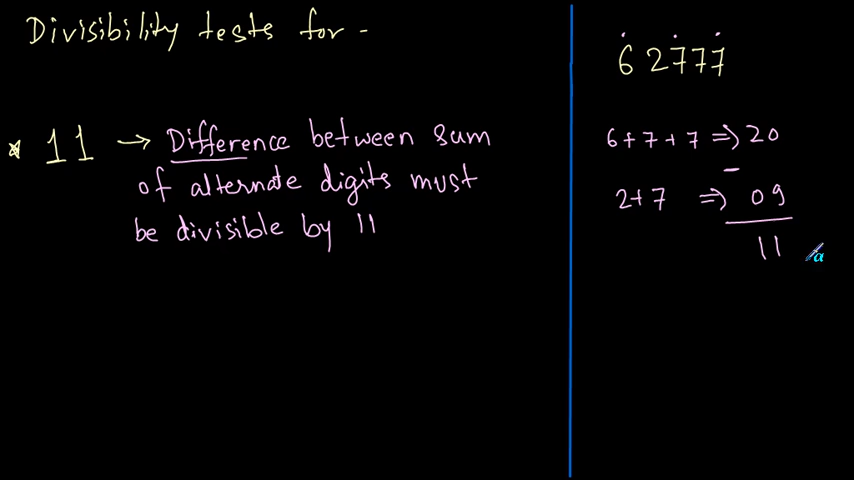 Divisibility tests for -
* 11 → Difference between sum
of alternate digits must
be divisible by 11
62777
6+7+7 ⇒ 20
-
2+7 ⇒ 09
11